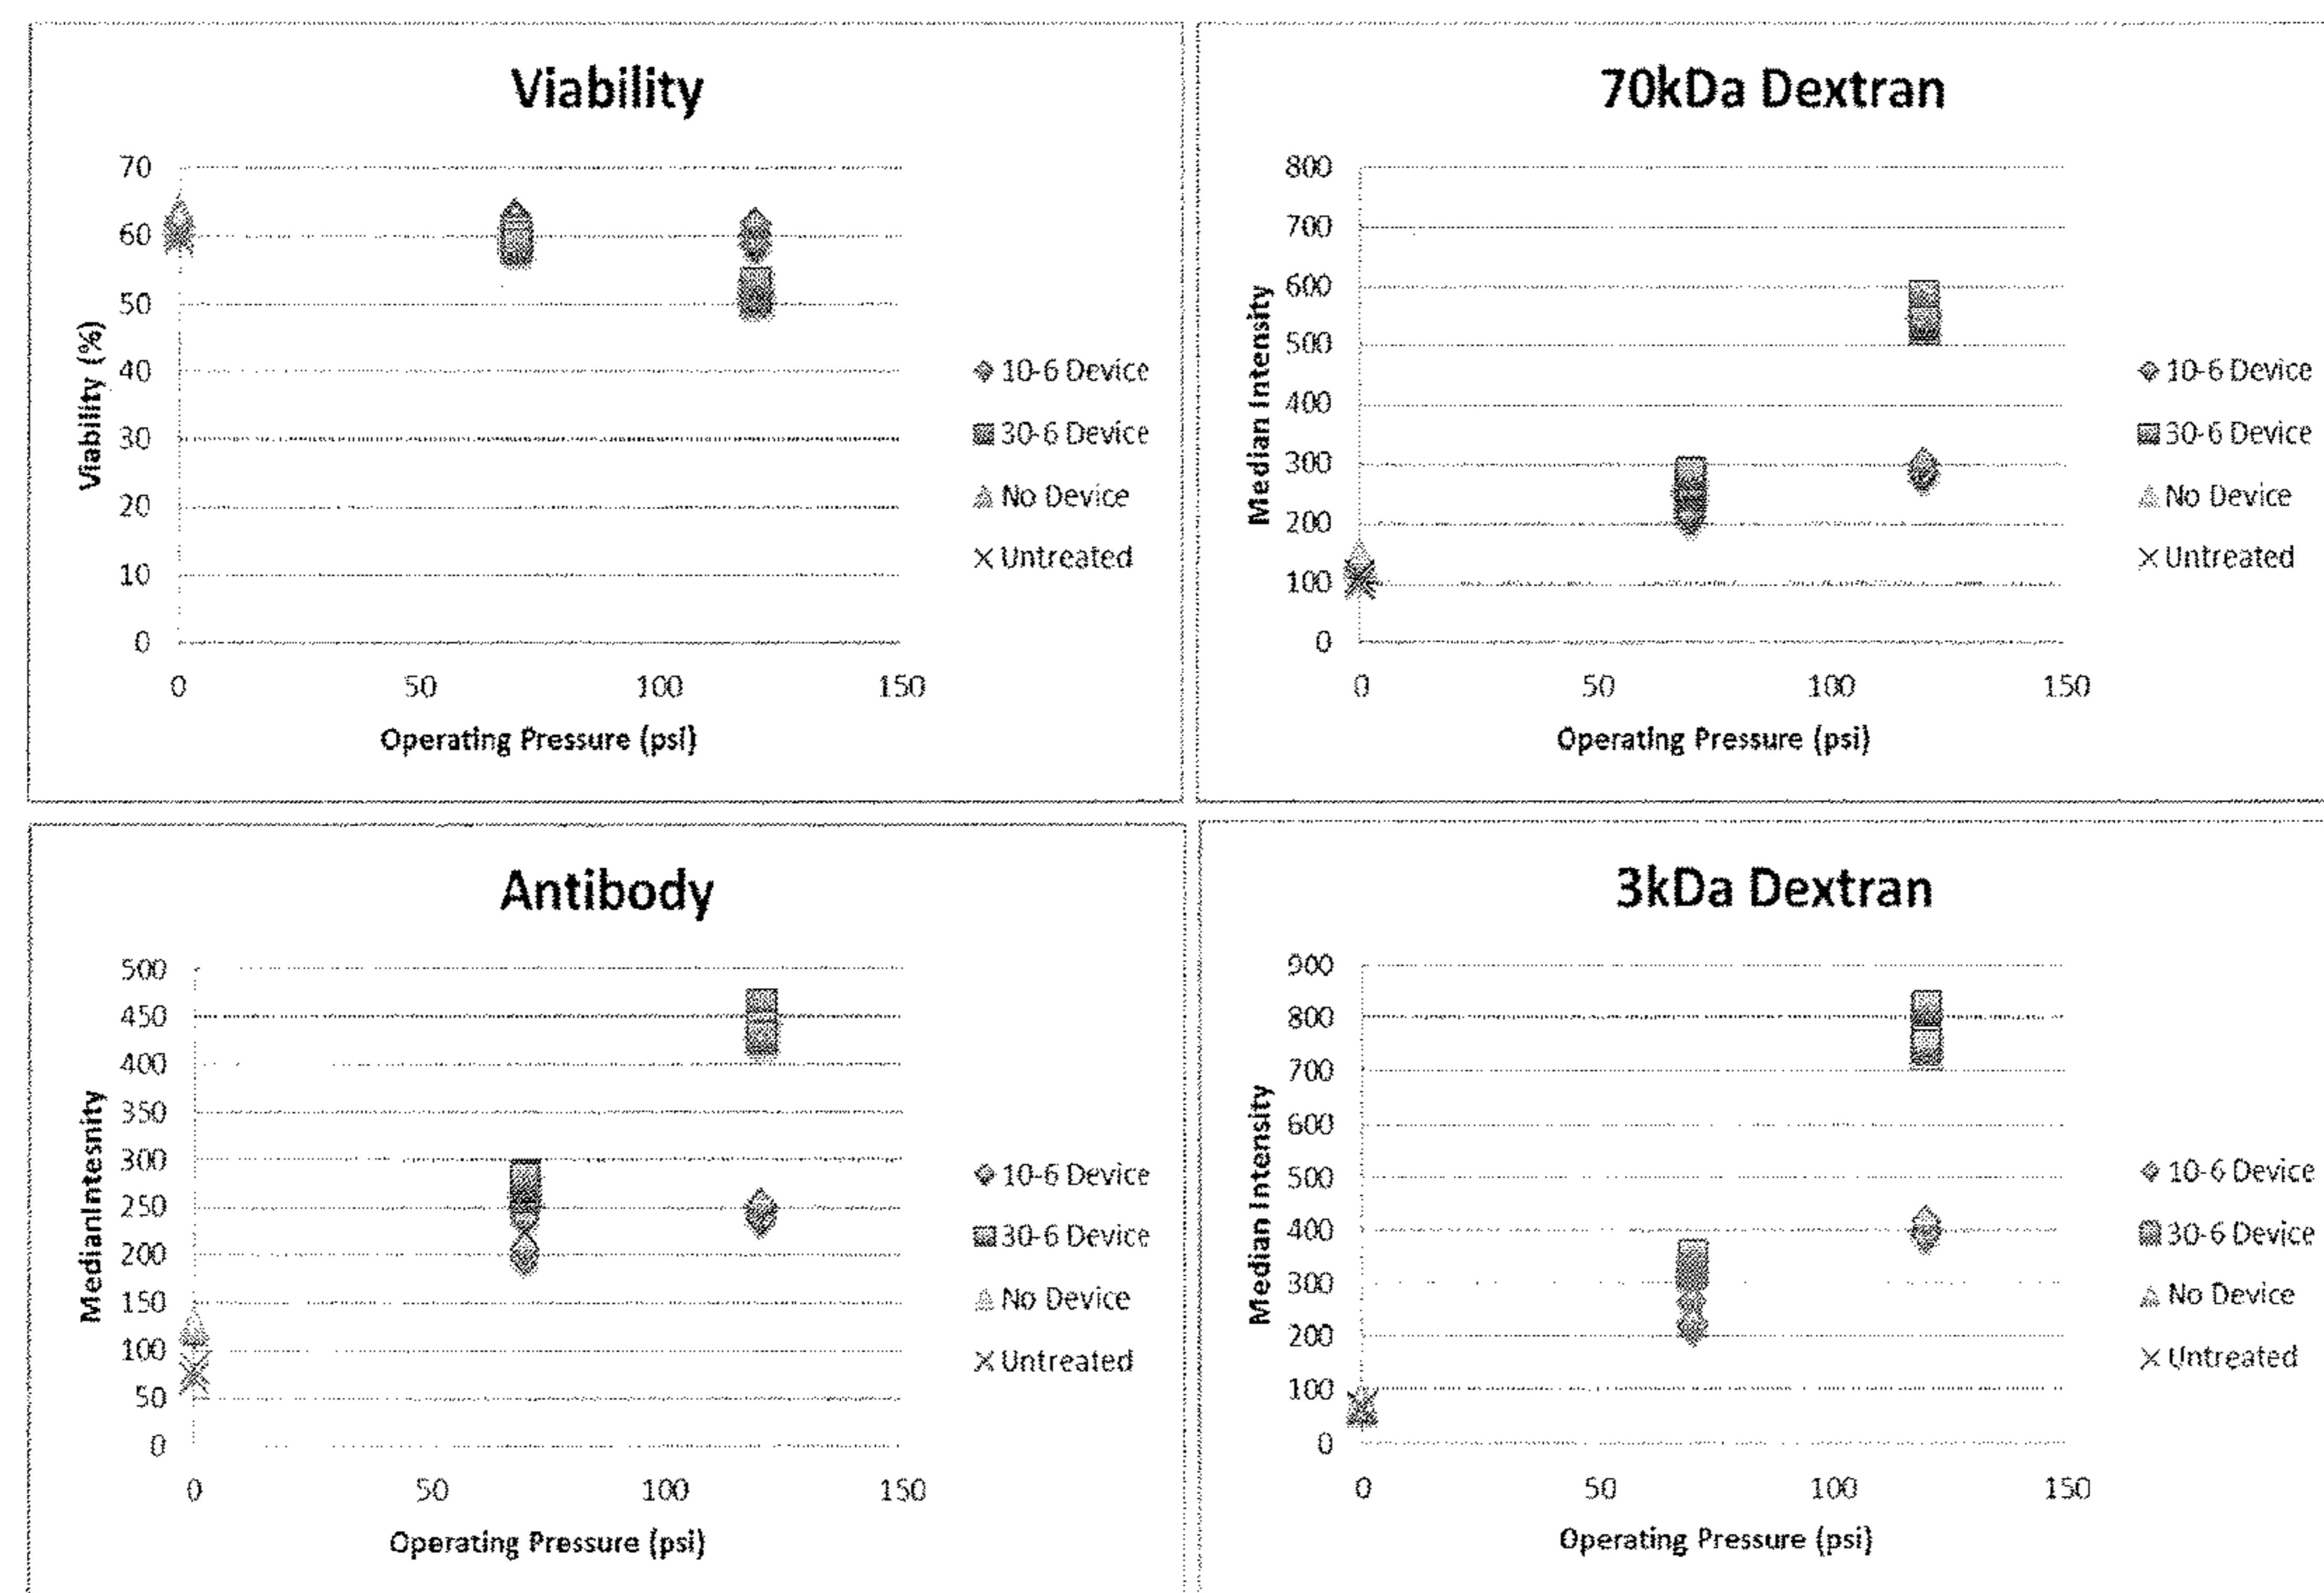 Viability
70
60
50
40
30
20
10
0
0 50 100 150
Viability (%)
Operating Pressure (psi)
10-6 Device
30-6 Device
No Device
Untreated
70kDa Dextran
800
700
600
500
400
300
200
100
0
0 50 100 150
Median Intensity
Operating Pressure (psi)
10-6 Device
30-6 Device
No Device
Untreated
Antibody
500
450
400
350
300
250
200
150
100
50
0
0 50 100 150
MedianIntesnity
Operating Pressure (psi)
10-6 Device
30-6 Device
No Device
Untreated
3kDa Dextran
900
800
700
600
500
400
300
200
100
0
0 50 100 150
Median Intensity
Operating Pressure (psi)
10-6 Device
30-6 Device
No Device
Untreated